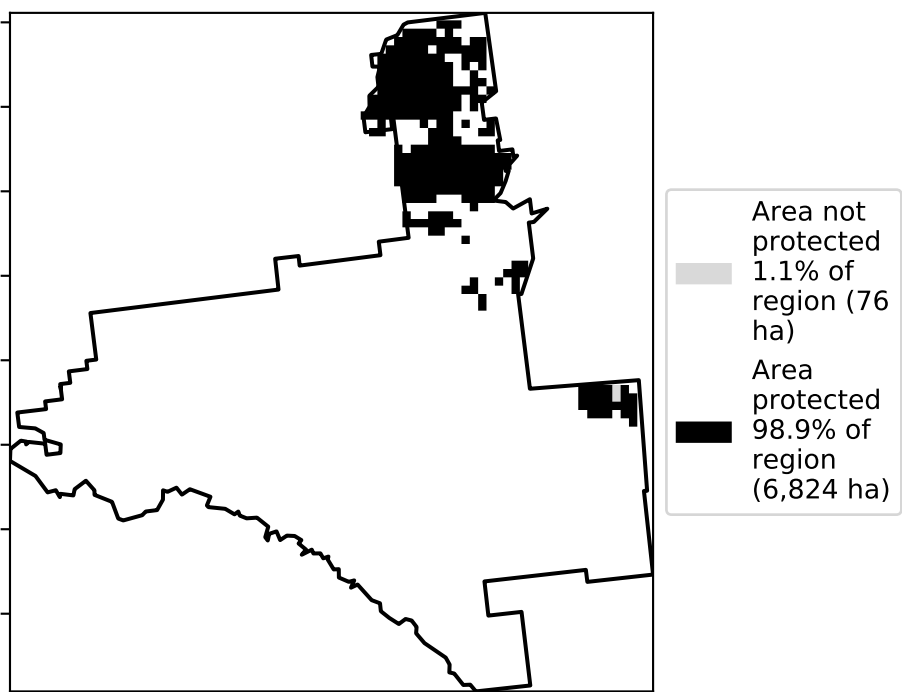 Area not
protected
1.1% of
region (76
ha)
Area
protected
98.9% of
region
(6,824 ha)